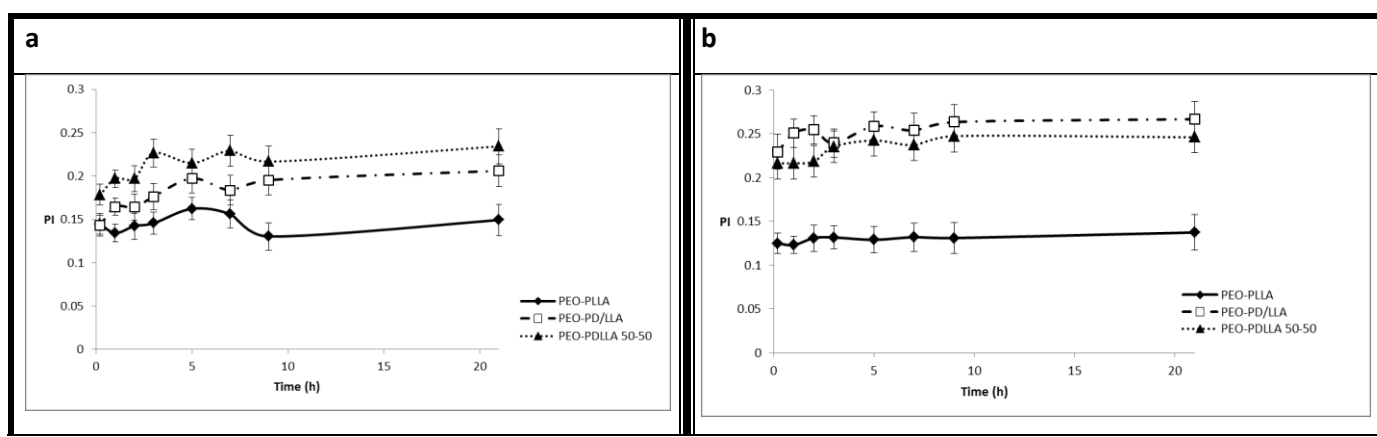 a
0.3
0.25
0.2
PI
0.15
0.1
0.05
0
0 5 10 15 20
Time (h)
PEO-PLLA
PEO-PD/LLA
PEO-PDLLA 50-50
b
0.3
0.25
0.2
PI
0.15
0.1
0.05
0
0 5 10 15 20
Time (h)
PEO-PLLA
PEO-PD/LLA
PEO-PDLLA 50-50